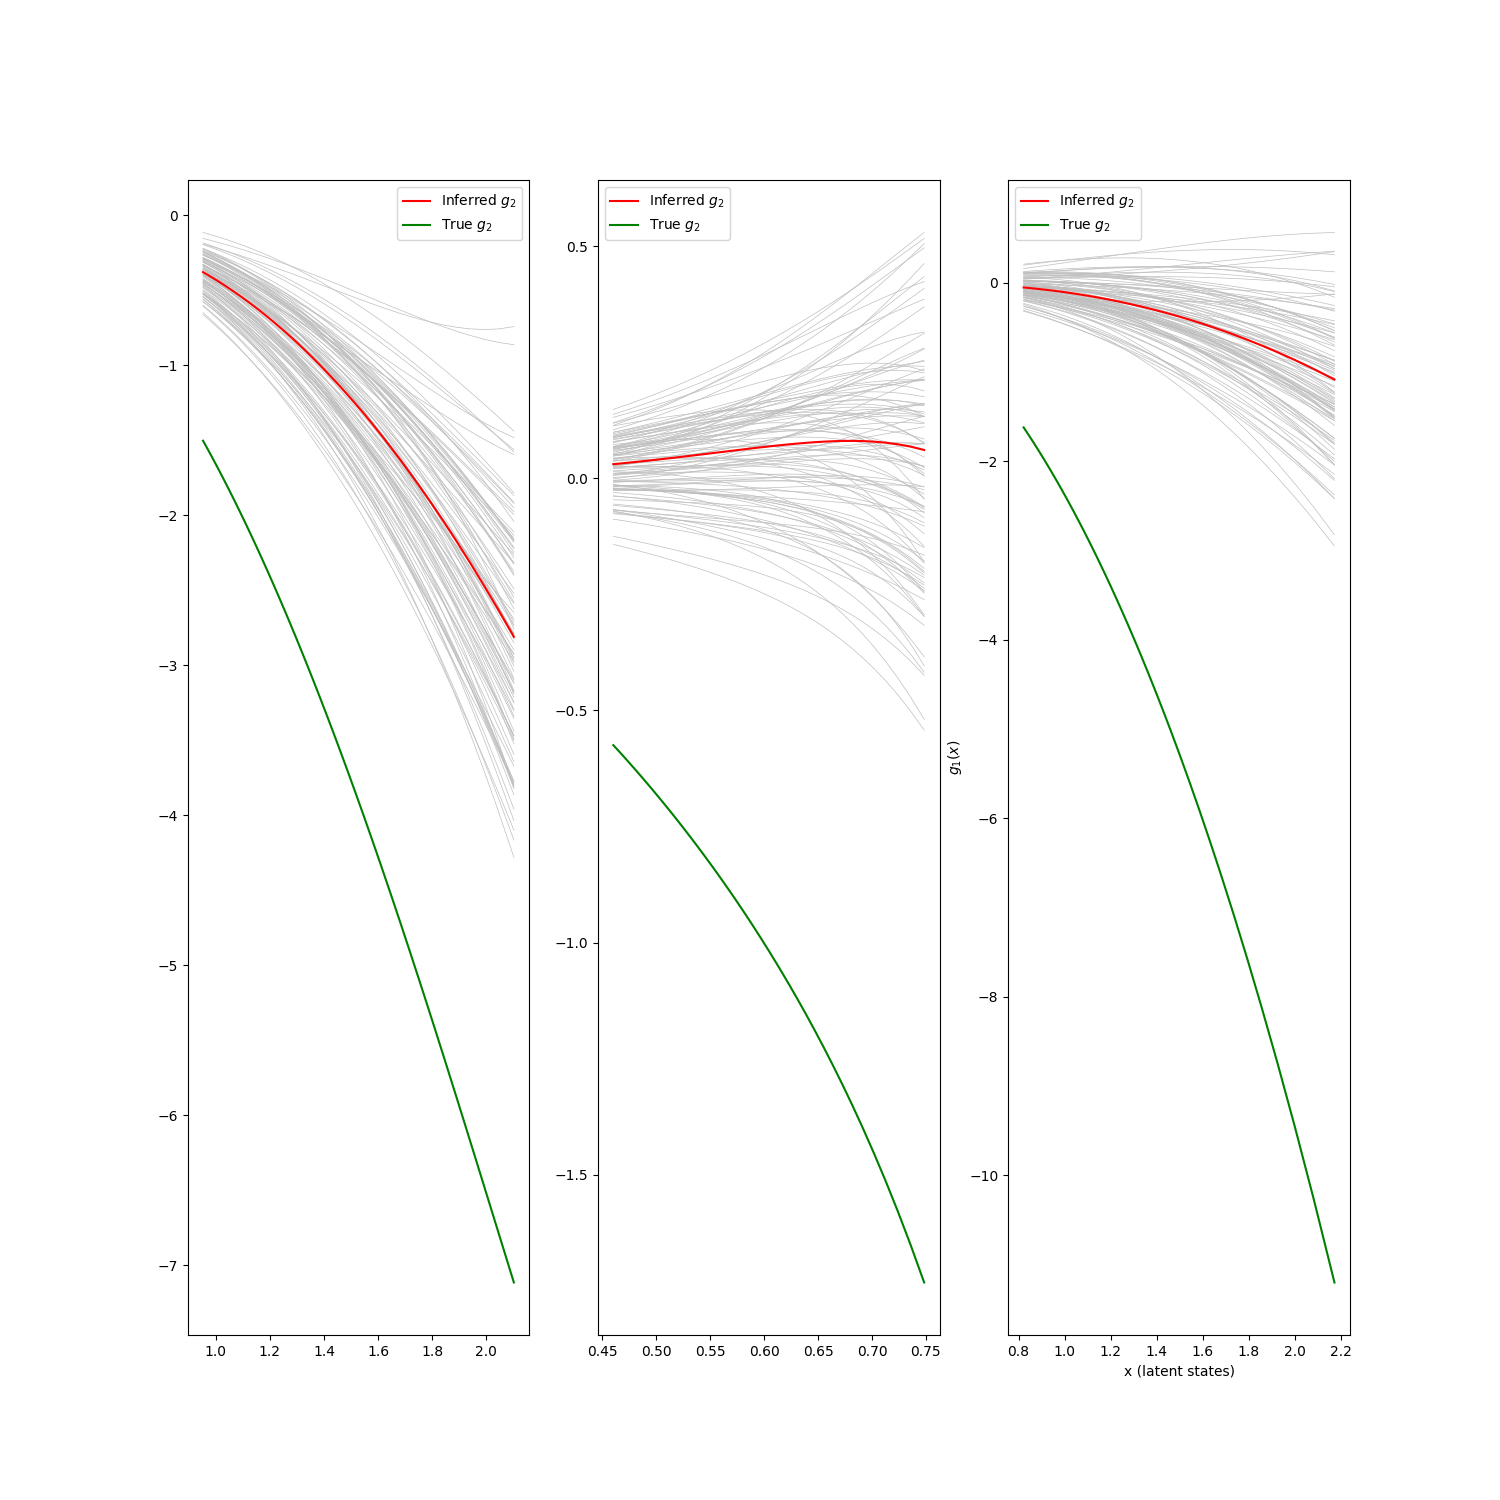 Inferred g₂
True g₂
0
−1
−2
−3
−4
−5
−6
−7
1.0 1.2 1.4 1.6 1.8 2.0
Inferred g₂
True g₂
0.5
0.0
−0.5
−1.0
−1.5
0.45 0.50 0.55 0.60 0.65 0.70 0.75
Inferred g₂
True g₂
g₁(x)
0
−2
−4
−6
−8
−10
0.8 1.0 1.2 1.4 1.6 1.8 2.0 2.2
x (latent states)